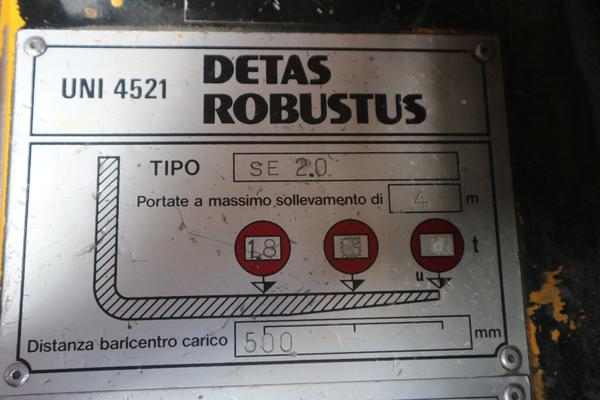 UNI 4521
DETAS
ROBUSTUS
TIPO SE 2.0
Portate a massimo sollevamento di 4 m
1,8 t
u
Distanza baricentro carico 500 mm